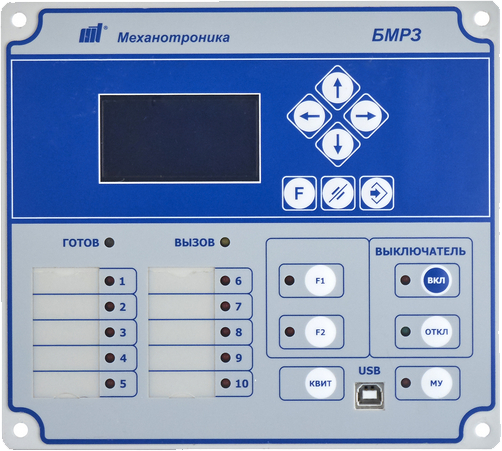 Механотроника БМРЗ
F
ГОТОВ ВЫЗОВ ВЫКЛЮЧАТЕЛЬ
1 6 F1 ВКЛ
2 7
3 8 F2 ОТКЛ
4 9
USB
5 10 КВИТ МУ